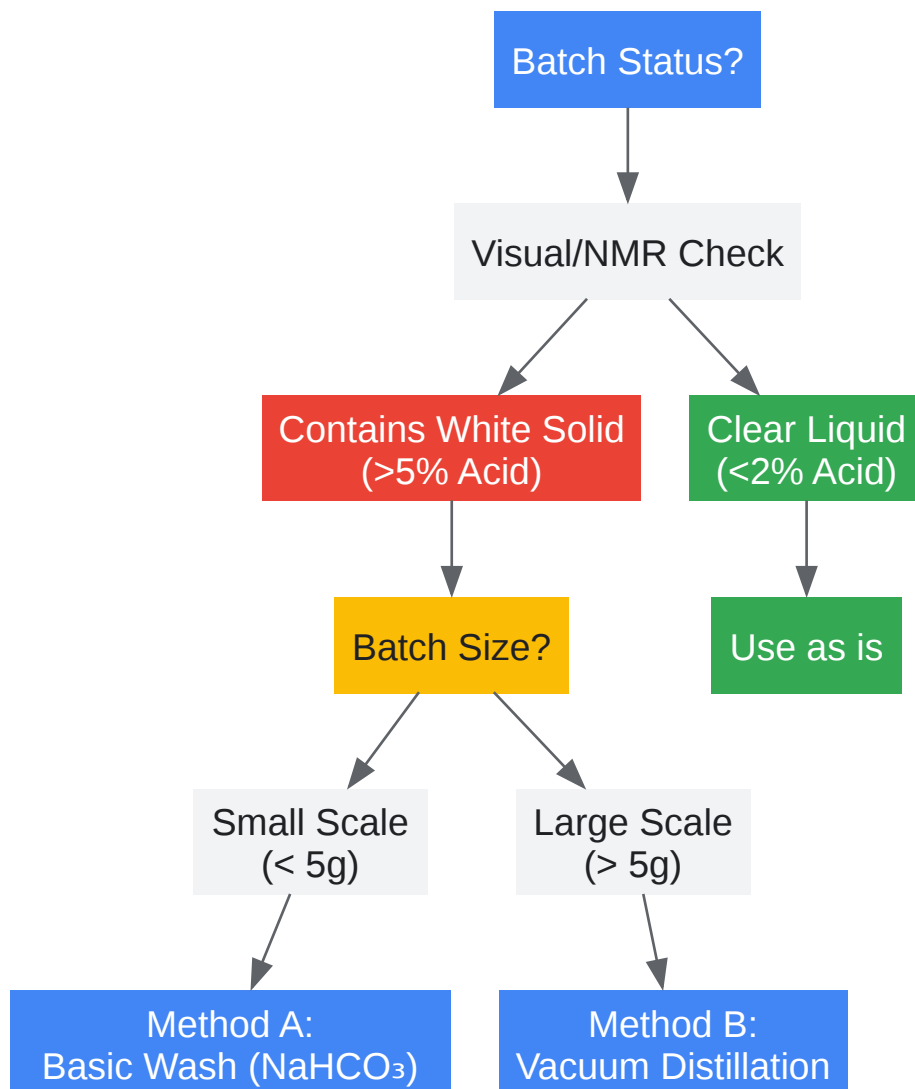 Batch Status?
Visual/NMR Check
Contains White Solid
(>5% Acid)
Clear Liquid
(<2% Acid)
Batch Size?
Use as is
Small Scale
(< 5g)
Large Scale
(> 5g)
Method A:
Basic Wash (NaHCO₃)
Method B:
Vacuum Distillation